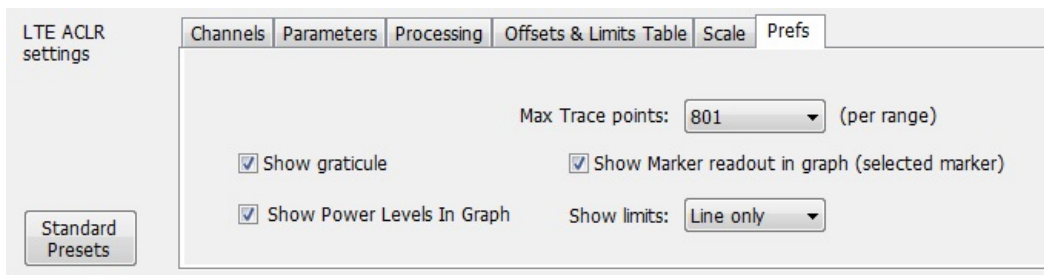 LTE ACLR
settings
Channels Parameters Processing Offsets & Limits Table Scale Prefs
Max Trace points: 801 (per range)
Show graticule Show Marker readout in graph (selected marker)
Show Power Levels In Graph Show limits: Line only
Standard
Presets